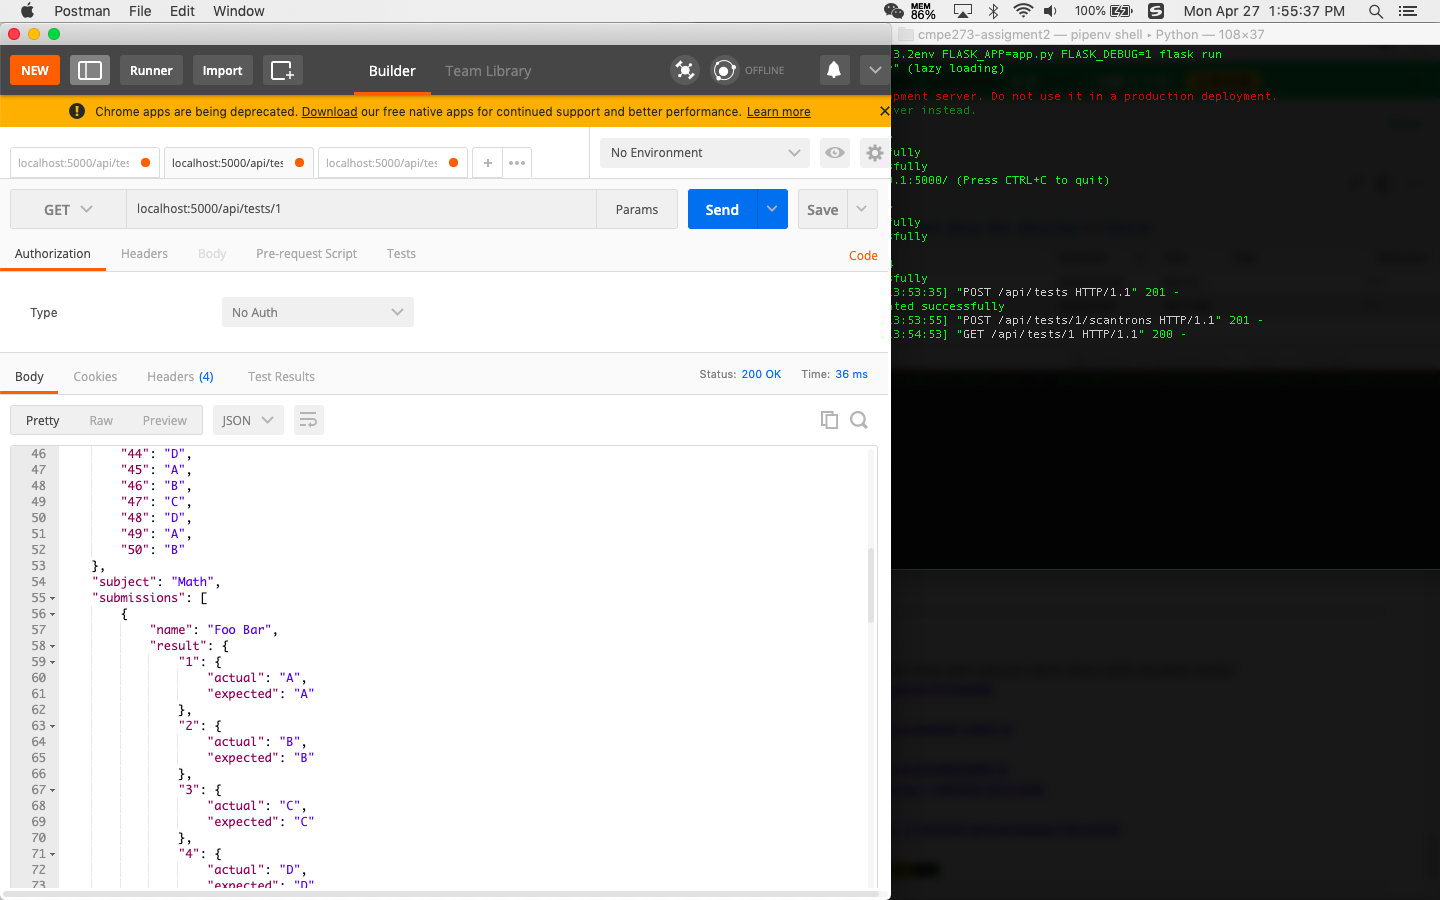 Postman File Edit Window MEM 86% 100% S Mon Apr 27 1:55:37 PM
cmpe273-assigment2 — pipenv shell ▸ Python — 108×37
NEW Runner Import Builder Team Library OFFLINE
Chrome apps are being deprecated. Download our free native apps for continued support and better performance. Learn more
localhost:5000/api/tes localhost:5000/api/tes localhost:5000/api/tes + ••• No Environment
GET localhost:5000/api/tests/1 Params Send Save
Authorization Headers Body Pre-request Script Tests Code
Type No Auth
Body Cookies Headers (4) Test Results Status: 200 OK Time: 36 ms
Pretty Raw Preview JSON
46 "44": "D",
47 "45": "A",
48 "46": "B",
49 "47": "C",
50 "48": "D",
51 "49": "A",
52 "50": "B"
53 },
54 "subject": "Math",
55 "submissions": [
56 {
57 "name": "Foo Bar",
58 "result": {
59 "1": {
60 "actual": "A",
61 "expected": "A"
62 },
63 "2": {
64 "actual": "B",
65 "expected": "B"
66 },
67 "3": {
68 "actual": "C",
69 "expected": "C"
70 },
71 "4": {
72 "actual": "D",
73 "expected": "D"
3.2env FLASK_APP=app.py FLASK_DEBUG=1 flask run
" (lazy loading)
pment server. Do not use it in a production deployment.
ver instead.
fully
sfully
.1:5000/ (Press CTRL+C to quit)
fully
sfully
sfully
3:53:35] "POST /api/tests HTTP/1.1" 201 -
ted successfully
3:53:55] "POST /api/tests/1/scantrons HTTP/1.1" 201 -
3:54:53] "GET /api/tests/1 HTTP/1.1" 200 -